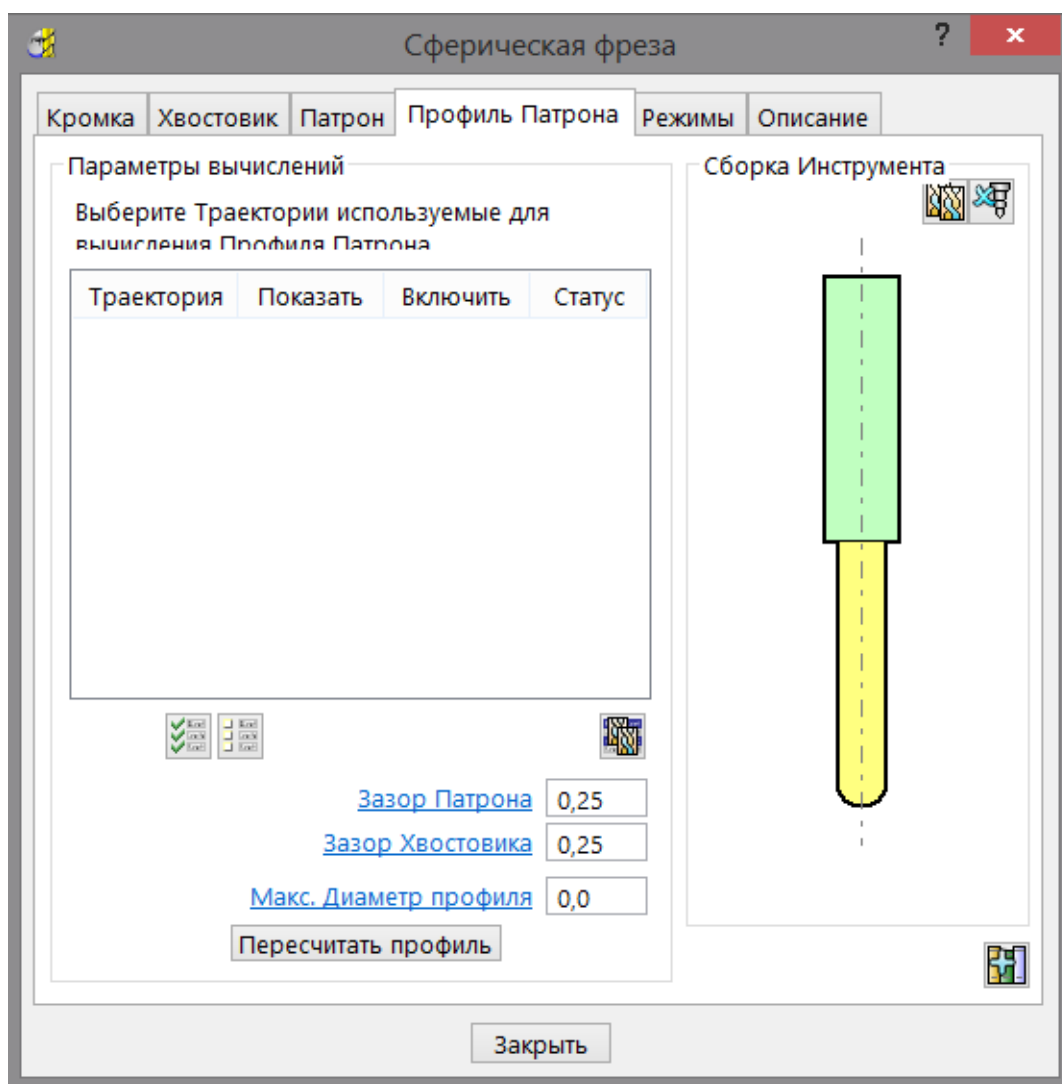 Сферическая фреза
?
Кромка Хвостовик Патрон Профиль Патрона Режимы Описание
Параметры вычислений
Выберите Траектории используемые для
вычисления Профиля Патрона
Траектория Показать Включить Статус
Зазор Патрона 0,25
Зазор Хвостовика 0,25
Макс. Диаметр профиля 0,0
Пересчитать профиль
Сборка Инструмента
Закрыть